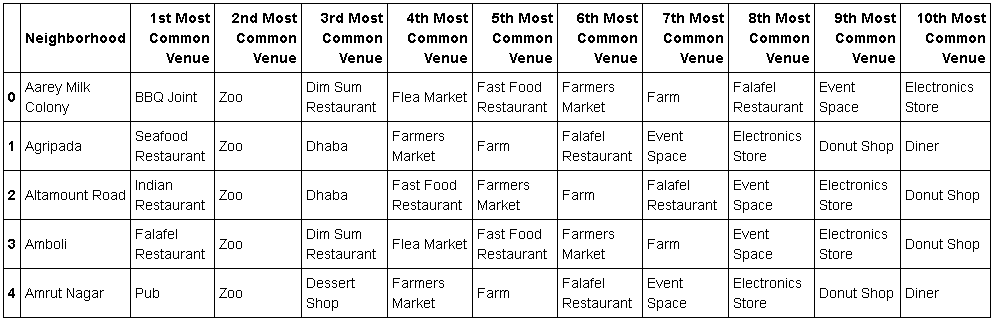 Neighborhood 1st Most Common Venue 2nd Most Common Venue 3rd Most Common Venue 4th Most Common Venue 5th Most Common Venue 6th Most Common Venue 7th Most Common Venue 8th Most Common Venue 9th Most Common Venue 10th Most Common Venue
0 Aarey Milk Colony BBQ Joint Zoo Dim Sum Restaurant Flea Market Fast Food Restaurant Farmers Market Farm Falafel Restaurant Event Space Electronics Store
1 Agripada Seafood Restaurant Zoo Dhaba Farmers Market Farm Falafel Restaurant Event Space Electronics Store Donut Shop Diner
2 Altamount Road Indian Restaurant Zoo Dhaba Fast Food Restaurant Farmers Market Farm Falafel Restaurant Event Space Electronics Store Donut Shop
3 Amboli Falafel Restaurant Zoo Dim Sum Restaurant Flea Market Fast Food Restaurant Farmers Market Farm Event Space Electronics Store Donut Shop
4 Amrut Nagar Pub Zoo Dessert Shop Farmers Market Farm Falafel Restaurant Event Space Electronics Store Donut Shop Diner